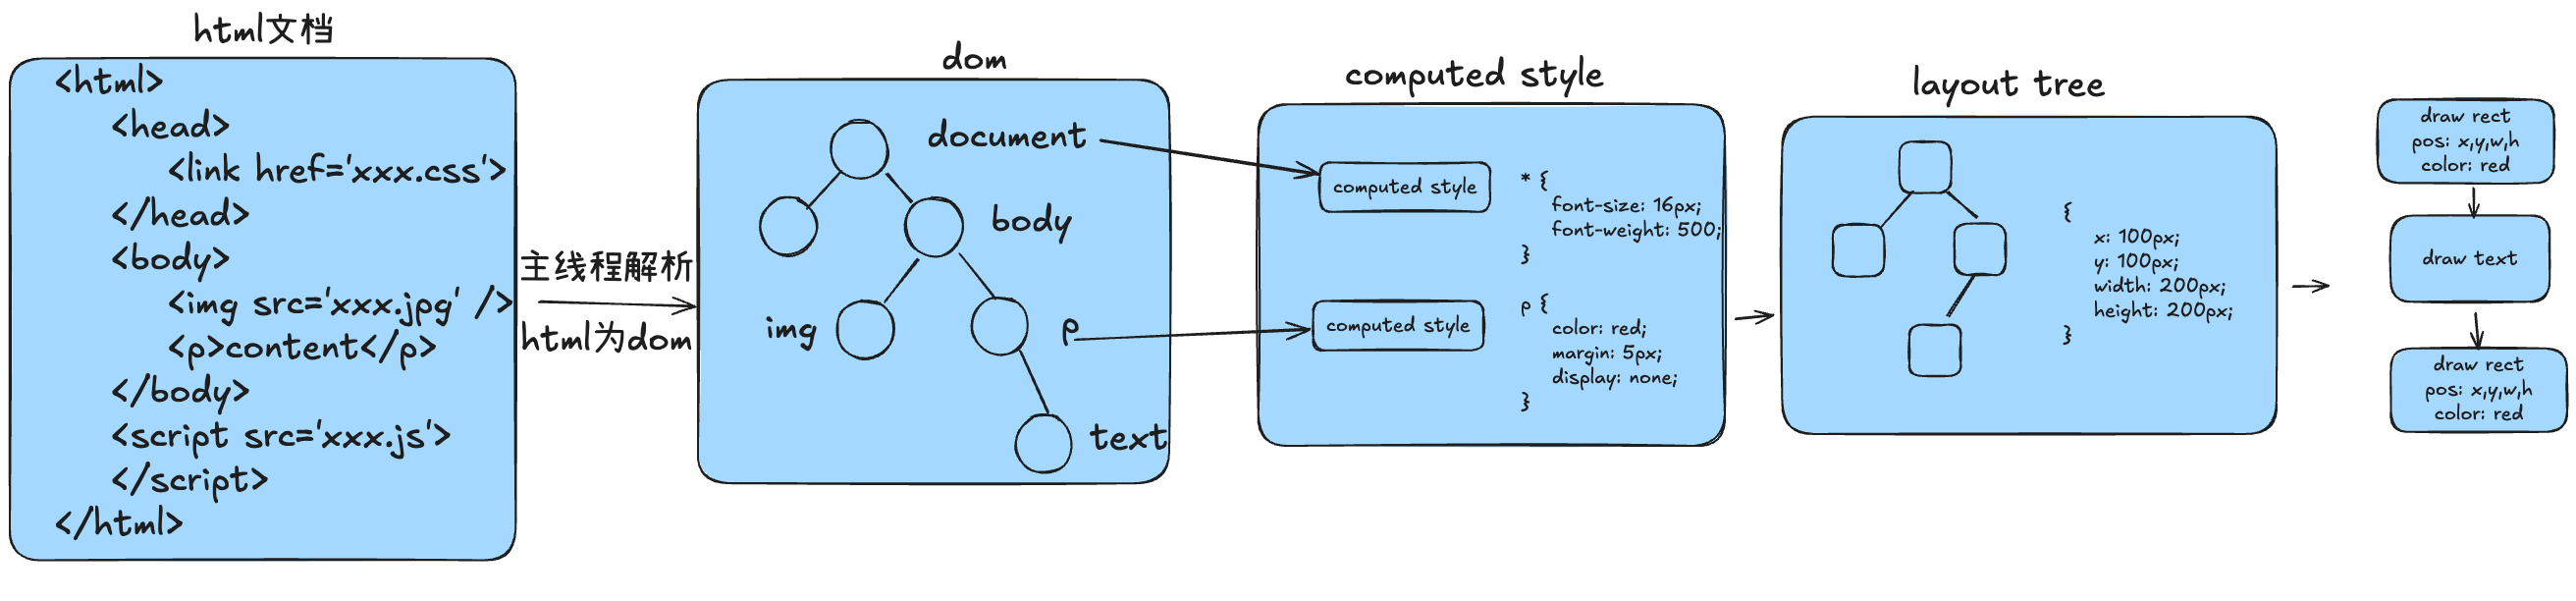 html文档
<html>
<head>
<link href='xxx.css'>
</head>
<body>
<img src='xxx.jpg' />
<p>content</p>
</body>
<script src='xxx.js'>
</script>
</html>
主线程解析
html为dom
dom
document
body
img
p
text
computed style
computed style
* {
font-size: 16px;
font-weight: 500;
}
computed style
p {
color: red;
margin: 5px;
display: none;
}
layout tree
{
x: 100px;
y: 100px;
width: 200px;
height: 200px;
}
draw rect
pos: x,y,w,h
color: red
draw text
draw rect
pos: x,y,w,h
color: red